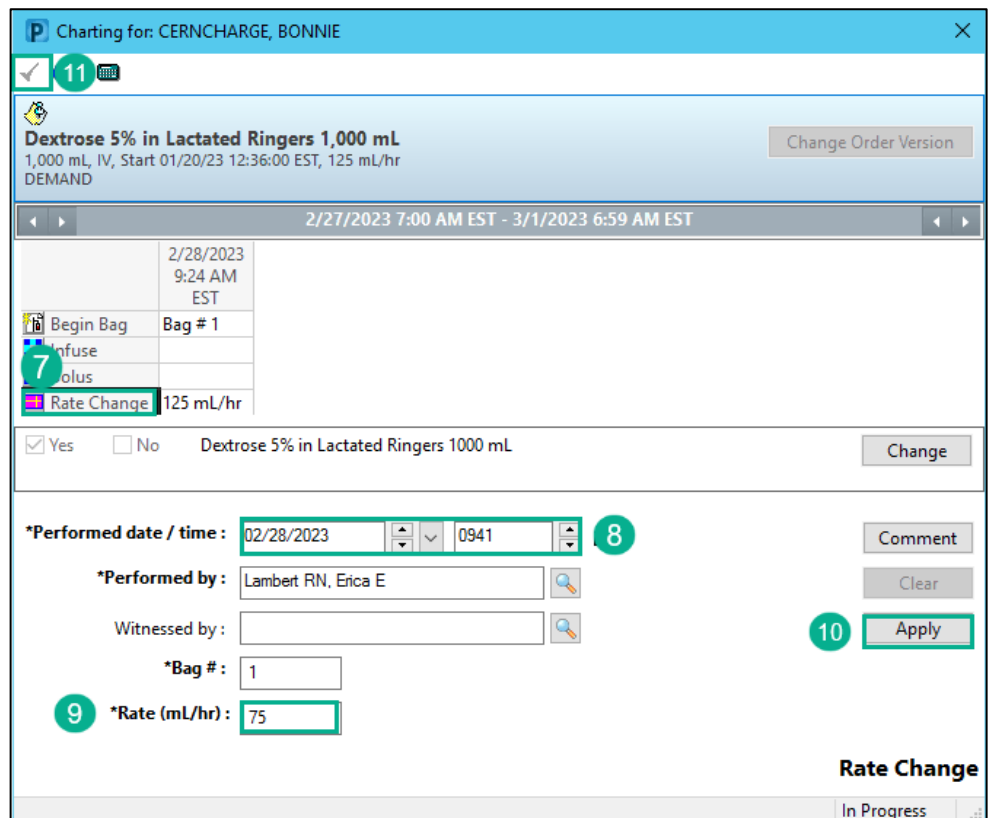 P Charting for: CERNCHARGE, BONNIE
11
Dextrose 5% in Lactated Ringers 1,000 mL
1,000 mL, IV, Start 01/20/23 12:36:00 EST, 125 mL/hr
DEMAND
Change Order Version
2/27/2023 7:00 AM EST - 3/1/2023 6:59 AM EST
2/28/2023
9:24 AM
EST
Begin Bag Bag # 1
nfuse
7 olus
Rate Change 125 mL/hr
Yes No Dextrose 5% in Lactated Ringers 1000 mL
Change
*Performed date / time : 02/28/2023 0941 8
Comment
*Performed by : Lambert RN, Erica E
Clear
Witnessed by :
10 Apply
*Bag # : 1
9 *Rate (mL/hr) : 75
Rate Change
In Progress